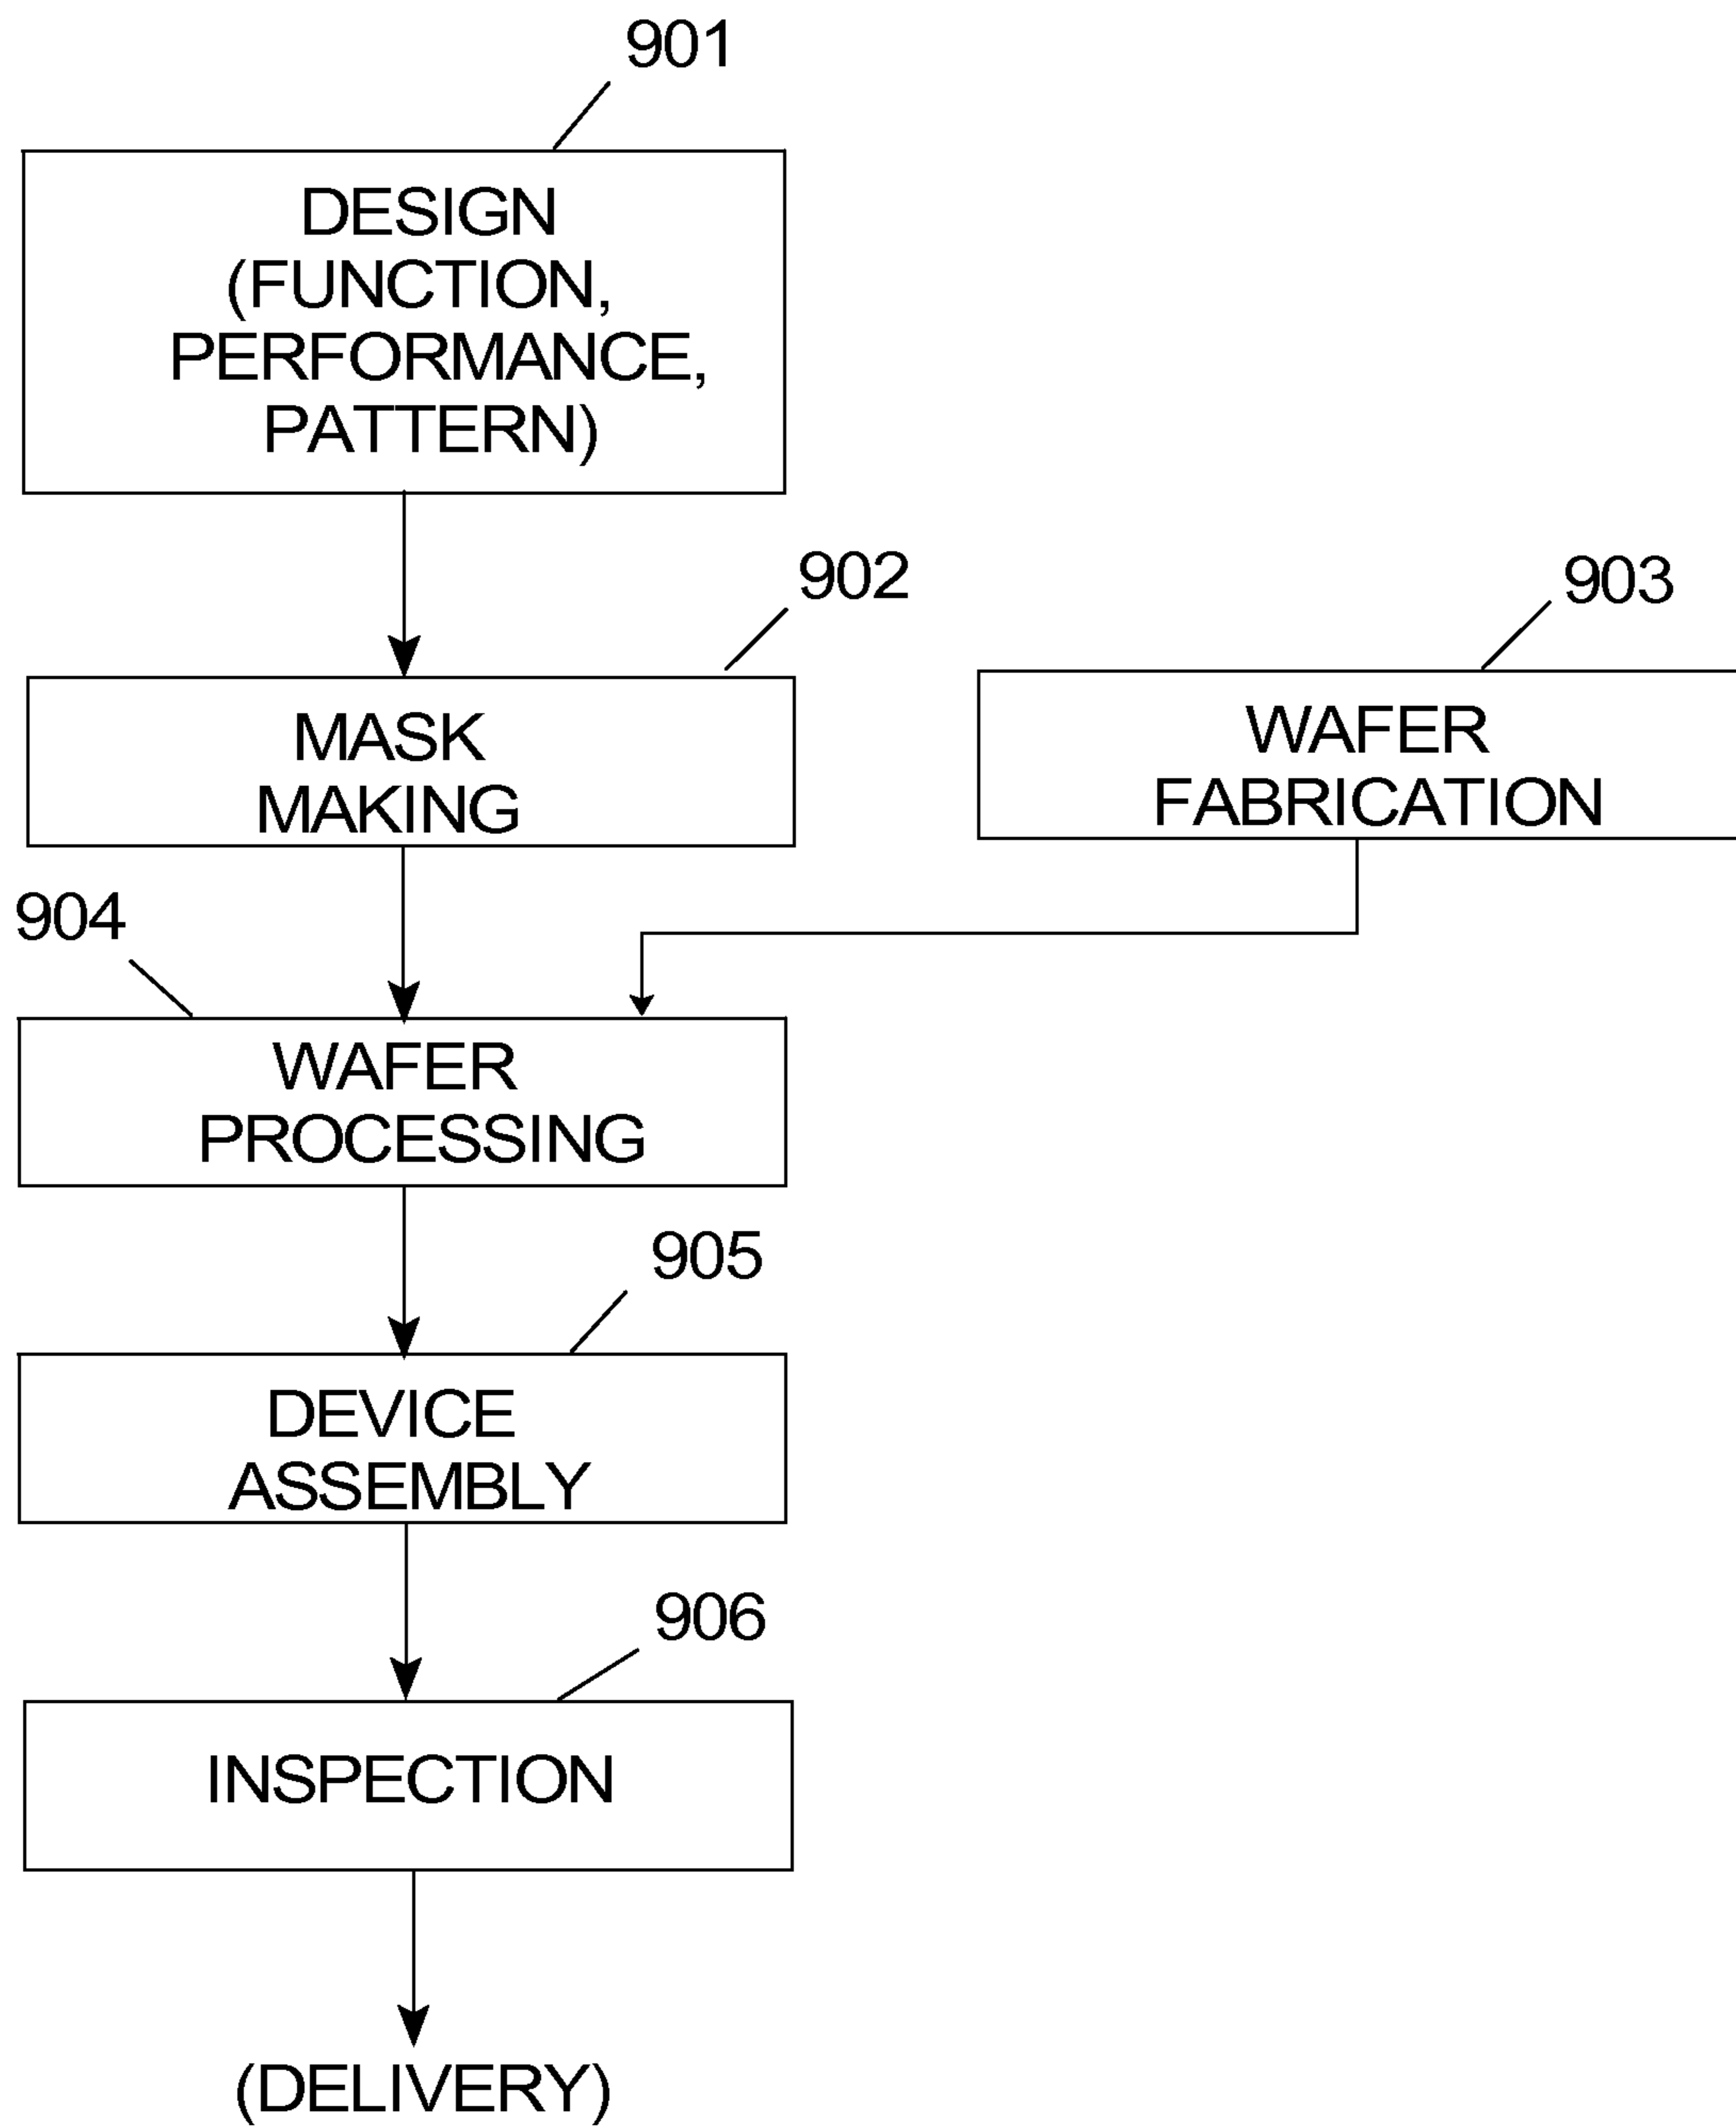 901
DESIGN
(FUNCTION,
PERFORMANCE,
PATTERN)
902
MASK
MAKING
903
WAFER
FABRICATION
904
WAFER
PROCESSING
905
DEVICE
ASSEMBLY
906
INSPECTION
(DELIVERY)